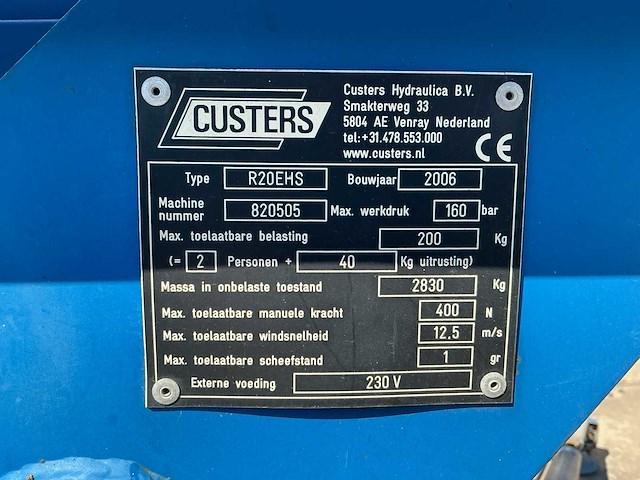 CUSTERS
Custers Hydraulica B.V.
Smakterweg 33
5804 AE Venray Nederland
tel:+31.478.553.000
www.custers.nl
CE
Type R20EHS Bouwjaar 2006
Machine nummer 820505 Max. werkdruk 160 bar
Max. toelaatbare belasting 200 Kg
(= 2 Personen + 40 Kg uitrusting)
Massa in onbelaste toestand 2830 Kg
Max. toelaatbare manuele kracht 400 N
Max. toelaatbare windsnelheid 12.5 m/s
Max. toelaatbare scheefstand 1 gr
Externe voeding 230 V